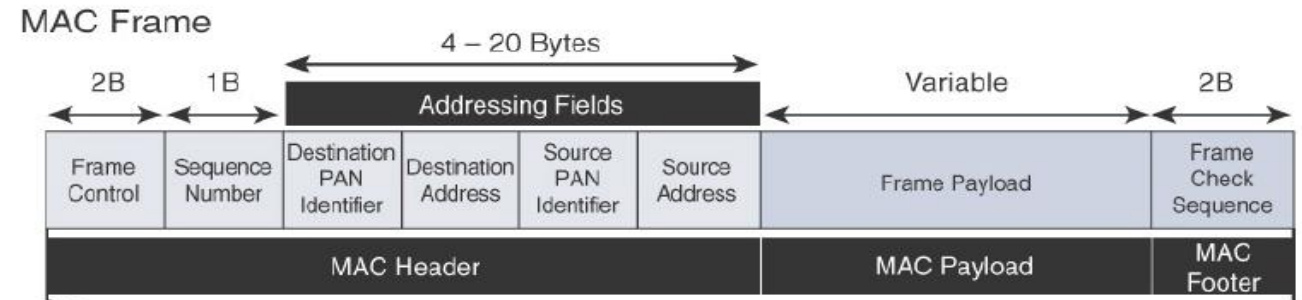 MAC Frame
4 – 20 Bytes
2B
1B
Addressing Fields
Variable
2B
Frame
Control
Sequence
Number
Destination
PAN
Identifier
Destination
Address
Source
PAN
Identifier
Source
Address
Frame Payload
Frame
Check
Sequence
MAC Header
MAC Payload
MAC
Footer